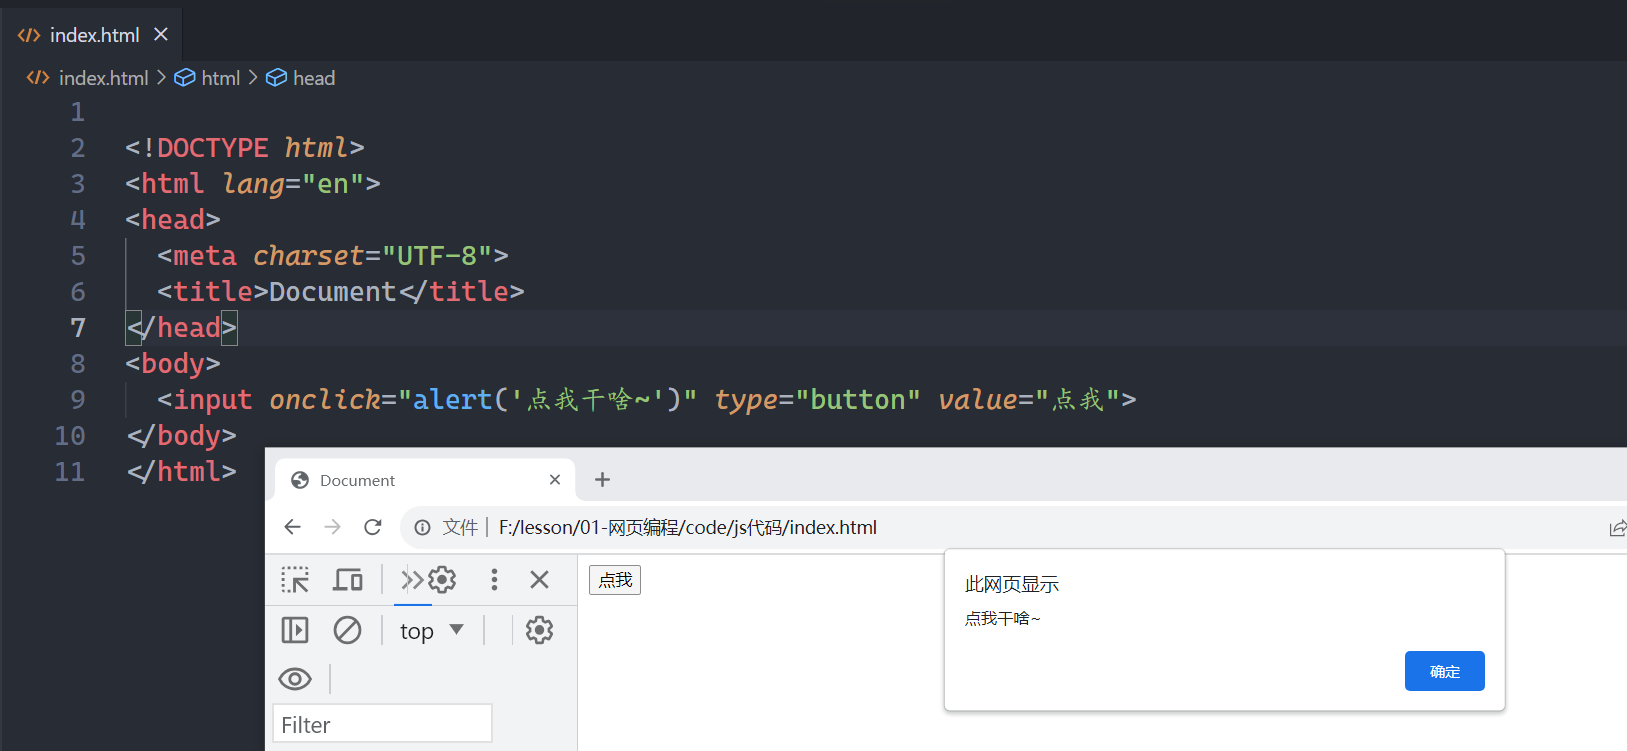 index.html
index.html > html > head
1
2 <!DOCTYPE html>
3 <html lang="en">
4 <head>
5 <meta charset="UTF-8">
6 <title>Document</title>
7 </head>
8 <body>
9 <input onclick="alert('点我干啥~')" type="button" value="点我">
10 </body>
11 </html>
Document
文件 | F:/lesson/01-网页编程/code/js代码/index.html
点我
此网页显示
点我干啥~
确定
top
Filter